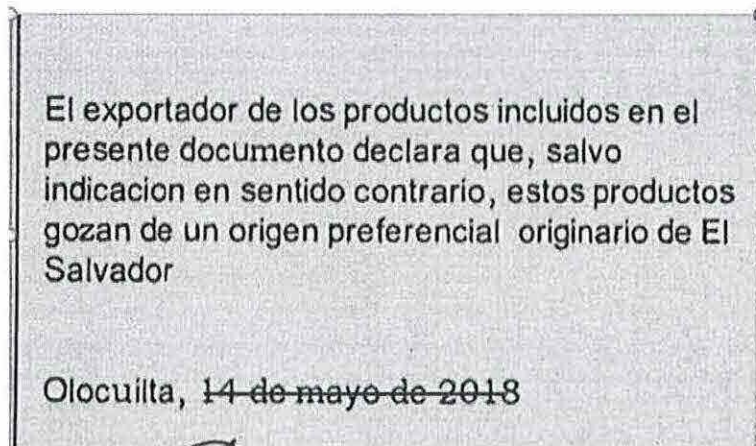 El exportador de los productos incluidos en el
presente documento declara que, salvo
indicacion en sentido contrario, estos productos
gozan de un origen preferencial originario de El
Salvador
Olocuilta, 14 de mayo de 2018